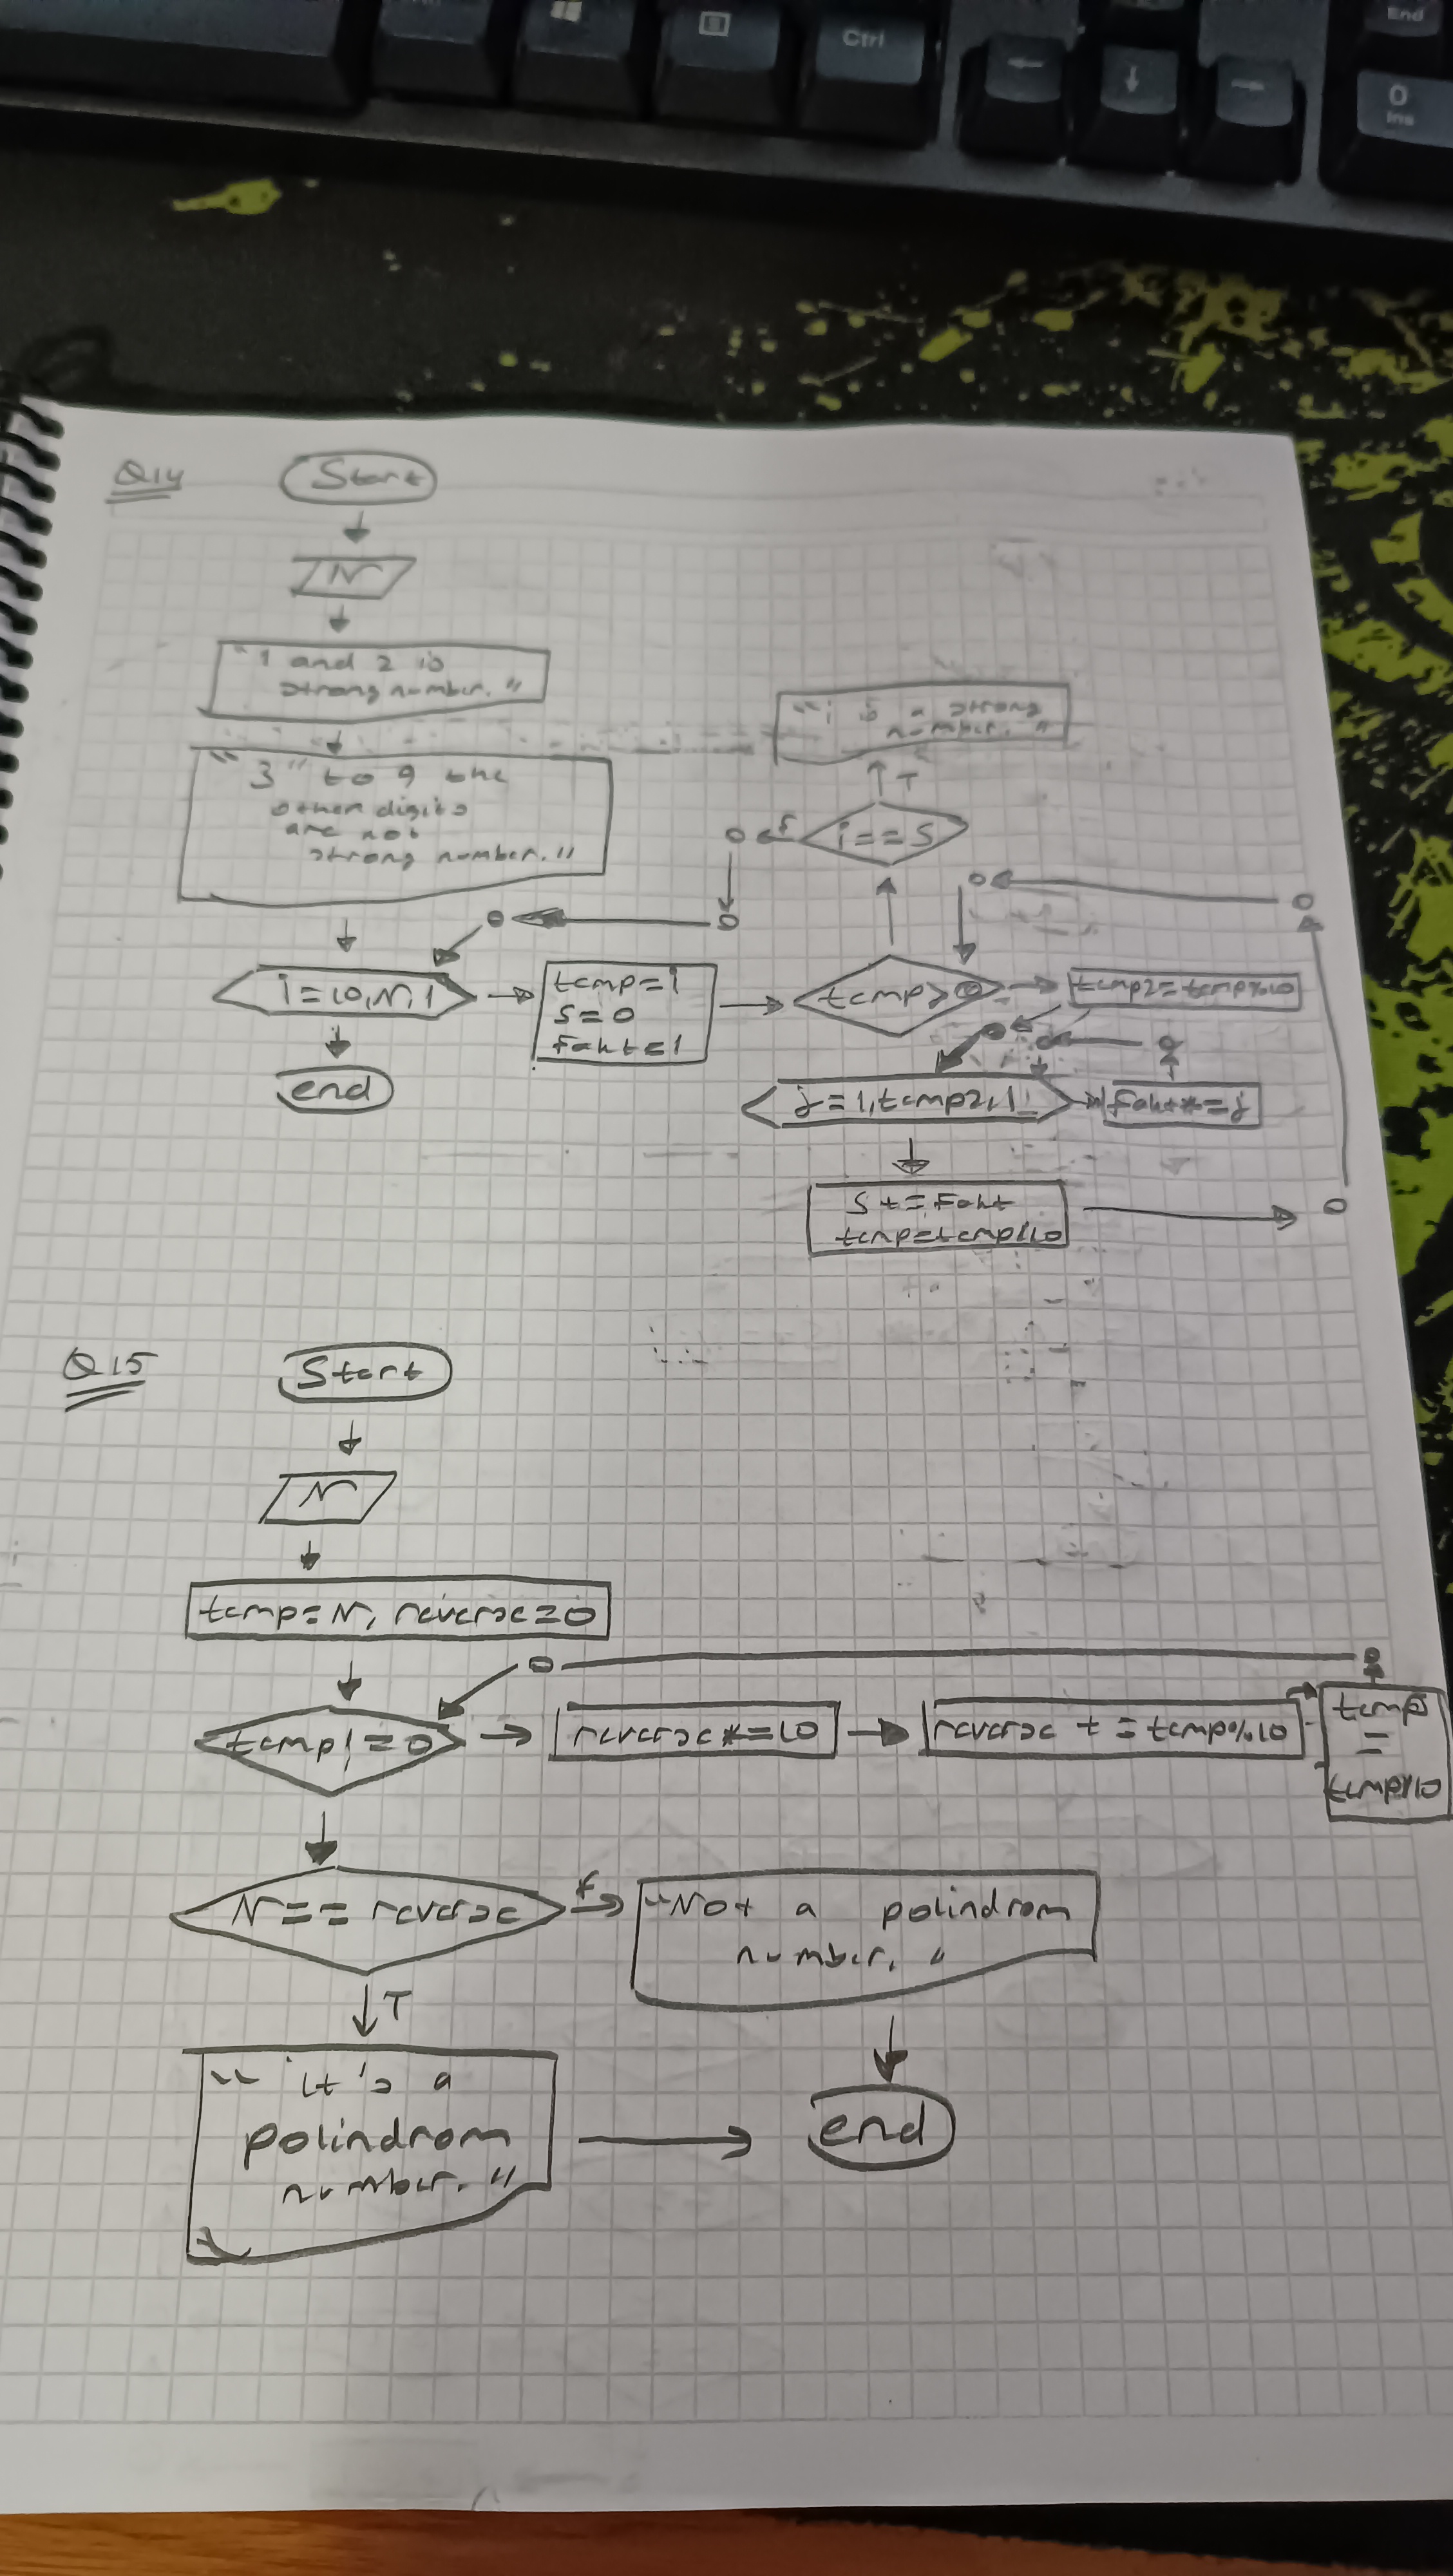 Ctrl
End
0
Ins
Q14
Start
N
"1 and 2 is
strong number."
"3" to 9 the
other digits
are not
strong number."
"i is a strong
number."
T
i==S
F
i=10,N,1
temp=i
S=0
Fakt=1
temp>0
temp2=temp%10
j=1,temp2,1
Fakt*=j
S+=Fakt
temp=temp/10
end
Q15
Start
N
temp=N, reverse=0
temp!=0
reverse*=10
reverse+=temp%10
temp
=
temp/10
N==reverse
F
"Not a polindrom
number."
T
"it's a
polindrom
number."
end